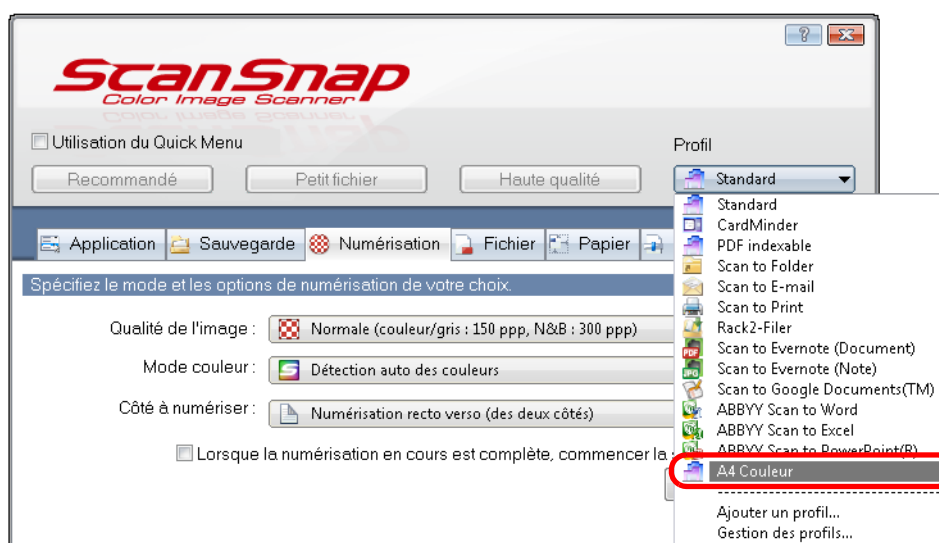 ScanSnap
Color Image Scanner
Utilisation du Quick Menu
Profil
Recommandé
Petit fichier
Haute qualité
Standard
Application
Sauvegarde
Numérisation
Fichier
Papier
Spécifiez le mode et les options de numérisation de votre choix.
Qualité de l'image :
Normale (couleur/gris : 150 ppp, N&B : 300 ppp)
Mode couleur :
Détection auto des couleurs
Côté à numériser :
Numérisation recto verso (des deux côtés)
Lorsque la numérisation en cours est complète, commencer la
Standard
CardMinder
PDF indexable
Scan to Folder
Scan to E-mail
Scan to Print
Rack2-Filer
Scan to Evernote (Document)
Scan to Evernote (Note)
Scan to Google Documents(TM)
ABBYY Scan to Word
ABBYY Scan to Excel
ABBYY Scan to PowerPoint(R)
A4 Couleur
Ajouter un profil...
Gestion des profils...